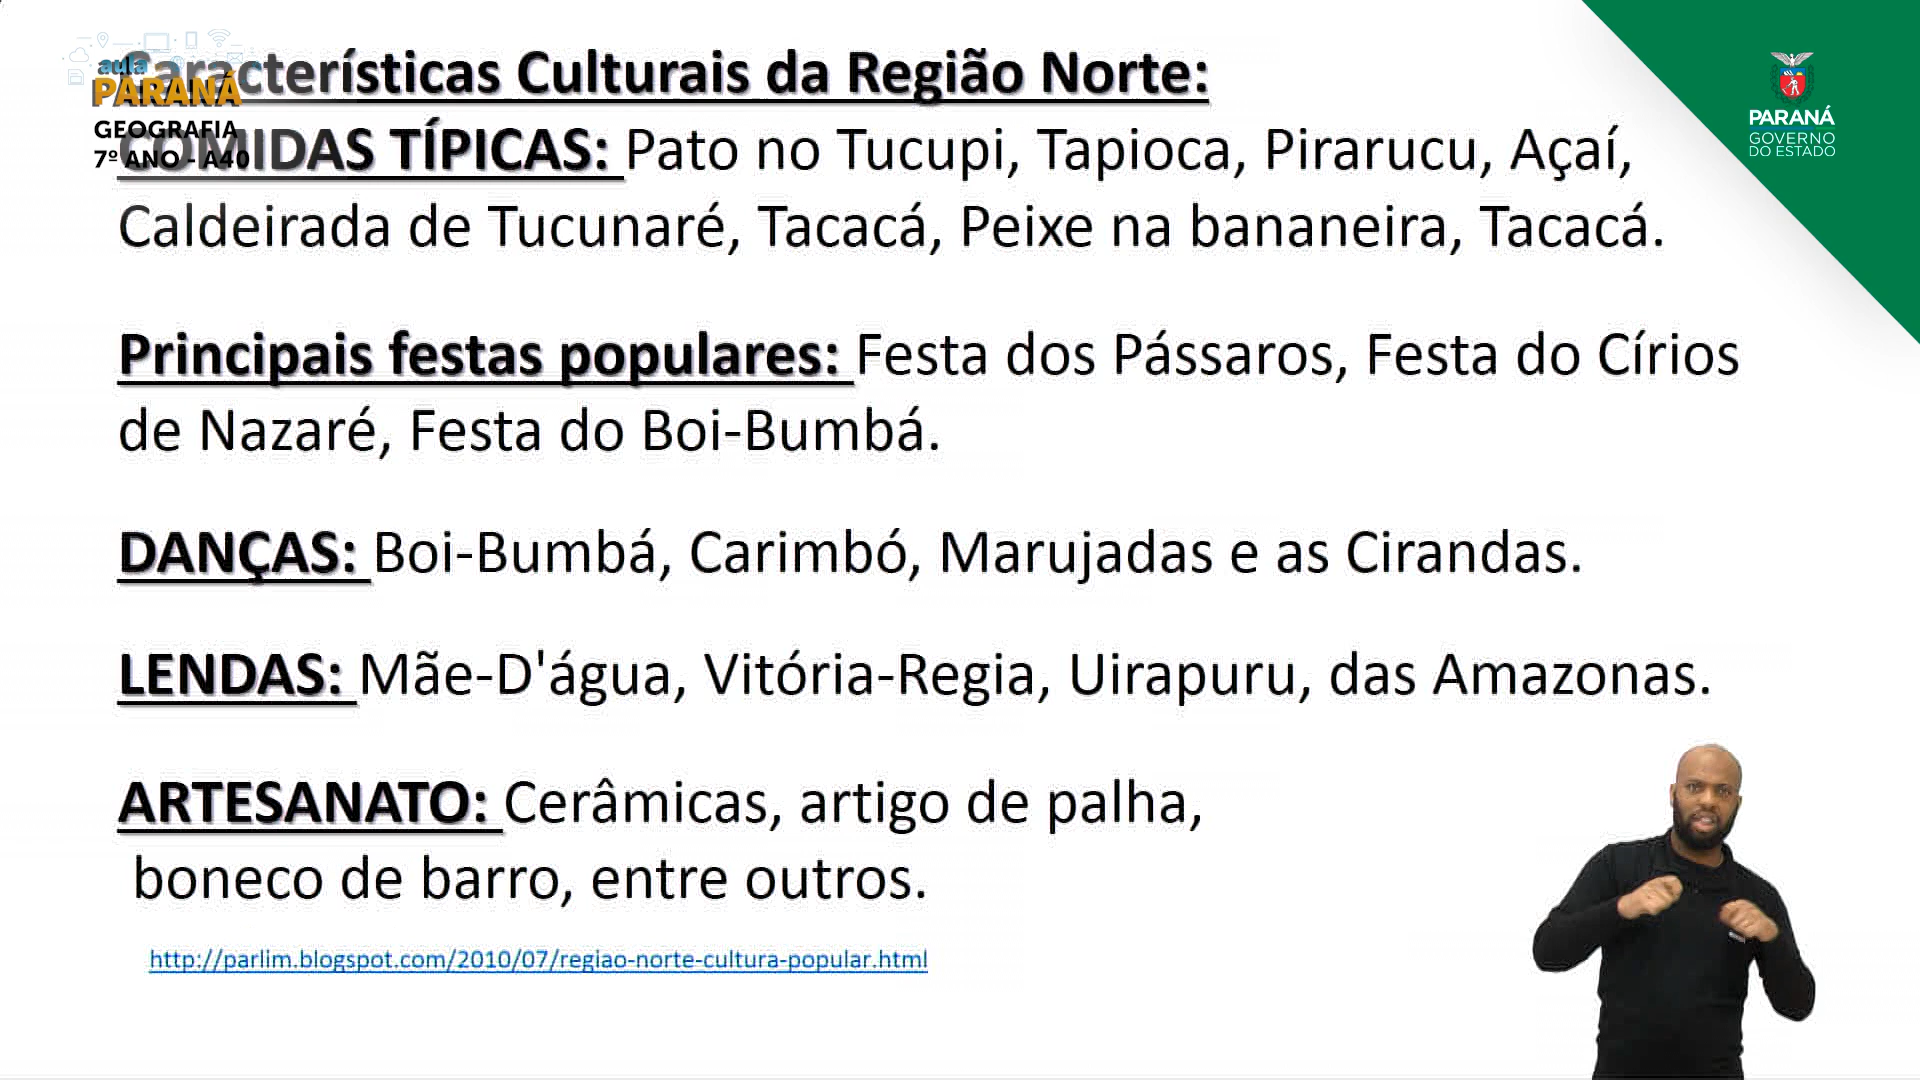 Características Culturais da Região Norte:
aula
PARANÁ
GEOGRAFIA
7º ANO - A40
COMIDAS TÍPICAS: Pato no Tucupi, Tapioca, Pirarucu, Açaí,
Caldeirada de Tucunaré, Tacacá, Peixe na bananeira, Tacacá.
Principais festas populares: Festa dos Pássaros, Festa do Círios
de Nazaré, Festa do Boi-Bumbá.
DANÇAS: Boi-Bumbá, Carimbó, Marujadas e as Cirandas.
LENDAS: Mãe-D'água, Vitória-Regia, Uirapuru, das Amazonas.
ARTESANATO: Cerâmicas, artigo de palha,
boneco de barro, entre outros.
http://parlim.blogspot.com/2010/07/regiao-norte-cultura-popular.html
PARANÁ
GOVERNO
DO ESTADO